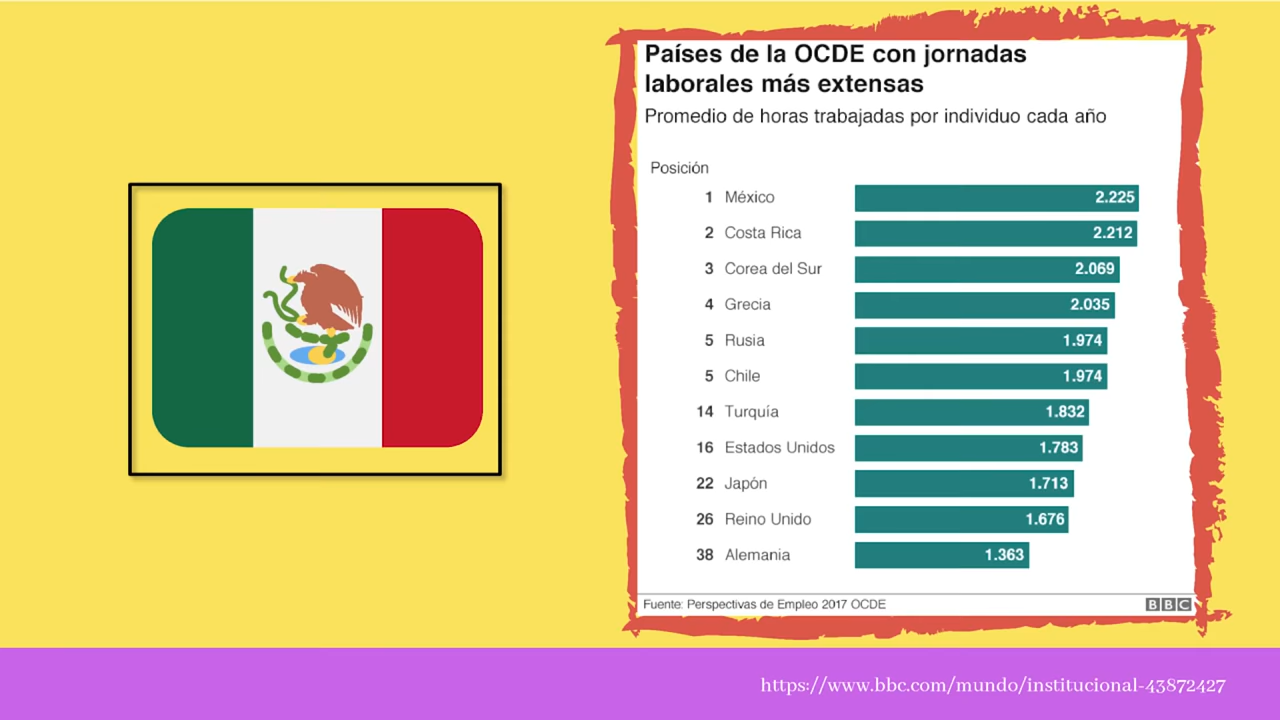 Países de la OCDE con jornadas
laborales más extensas
Promedio de horas trabajadas por individuo cada año
Posición
1 México 2.225
2 Costa Rica 2.212
3 Corea del Sur 2.069
4 Grecia 2.035
5 Rusia 1.974
5 Chile 1.974
14 Turquía 1.832
16 Estados Unidos 1.783
22 Japón 1.713
26 Reino Unido 1.676
38 Alemania 1.363
Fuente: Perspectivas de Empleo 2017 OCDE BBC
https://www.bbc.com/mundo/institucional-43872427